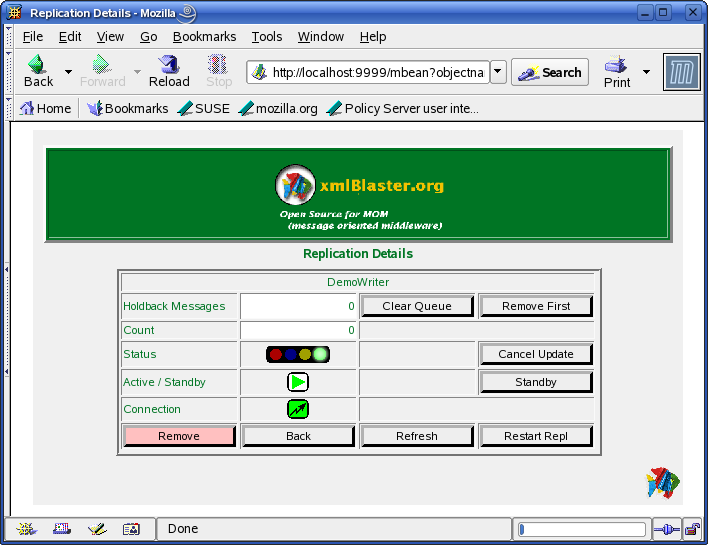 Replication Details - Mozilla
File Edit View Go Bookmarks Tools Window Help
Back Forward Reload Stop http://localhost:9999/mbean?objectna Search Print
Home Bookmarks SUSE mozilla.org Policy Server user inte...
xmlBlaster.org
Open Source for MOM
(message oriented middleware)
Replication Details
DemoWriter
Holdback Messages 0 Clear Queue Remove First
Count 0
Status Cancel Update
Active / Standby Standby
Connection
Remove Back Refresh Restart Repl
Done